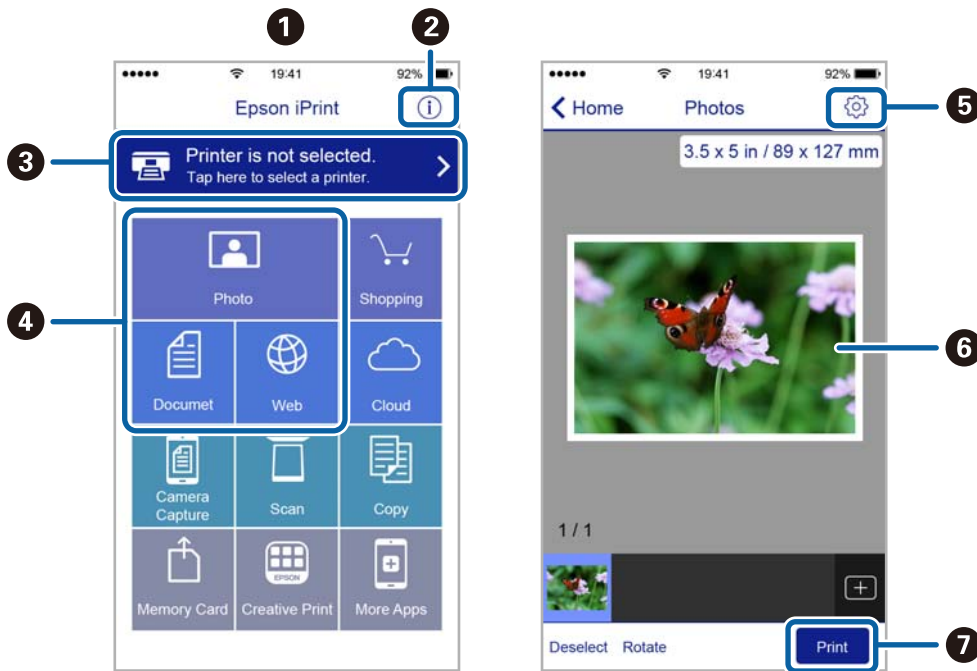 1
2
19:41
92%
Epson iPrint
3
Printer is not selected.
Tap here to select a printer.
4
Photo
Shopping
Documet
Web
Cloud
Camera
Capture
Scan
Copy
EPSON
Memory Card
Creative Print
More Apps
19:41
92%
Home
Photos
5
3.5 x 5 in / 89 x 127 mm
6
1 / 1
Deselect
Rotate
Print
7